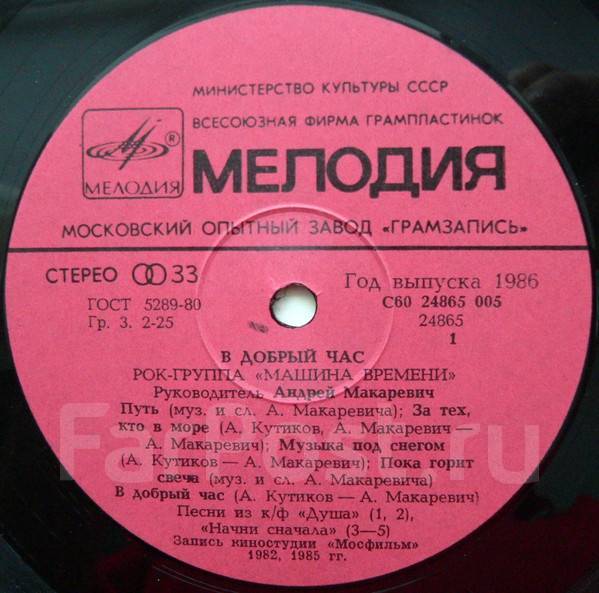 МИНИСТЕРСТВО КУЛЬТУРЫ СССР
ВСЕСОЮЗНАЯ ФИРМА ГРАМПЛАСТИНОК
®
МЕЛОДИЯ
МЕЛОДИЯ
МОСКОВСКИЙ ОПЫТНЫЙ ЗАВОД «ГРАМЗАПИСЬ»
СТЕРЕО 33
Год выпуска 1986
ГОСТ 5289-80
С60 24865 005
Гр. 3. 2-25
24865
1
В ДОБРЫЙ ЧАС
РОК-ГРУППА «МАШИНА ВРЕМЕНИ»
Руководитель Андрей Макаревич
Путь (муз. и сл. А. Макаревича); За тех,
кто в море (А. Кутиков, А. Макаревич —
А. Макаревич); Музыка под снегом
(А. Кутиков — А. Макаревич); Пока горит
свеча (муз. и сл. А. Макаревича)
В добрый час (А. Кутиков — А. Макаревич)
Песни из к/ф «Душа» (1, 2),
«Начни сначала» (3—5)
Запись киностудии «Мосфильм»
1982, 1985 гг.